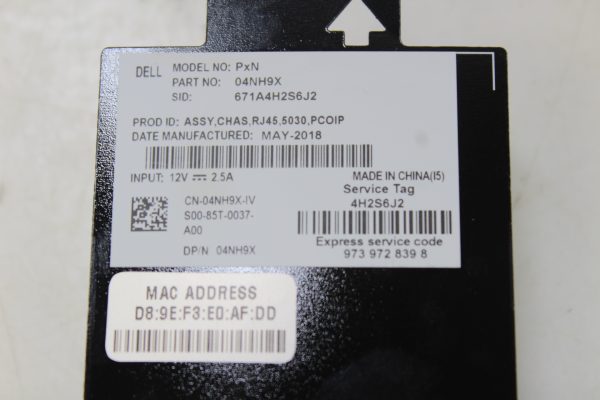 DELL MODEL NO: PxN
PART NO: 04NH9X
SID: 671A4H2S6J2
PROD ID: ASSY,CHAS,RJ45,5030,PCOIP
DATE MANUFACTURED: MAY-2018
INPUT: 12V ⎓ 2.5A
MADE IN CHINA(I5)
Service Tag
4H2S6J2
CN-04NH9X-IV
S00-85T-0037-
A00
DP/N 04NH9X
Express service code
973 972 839 8
MAC ADDRESS
D8:9E:F3:E0:AF:DD